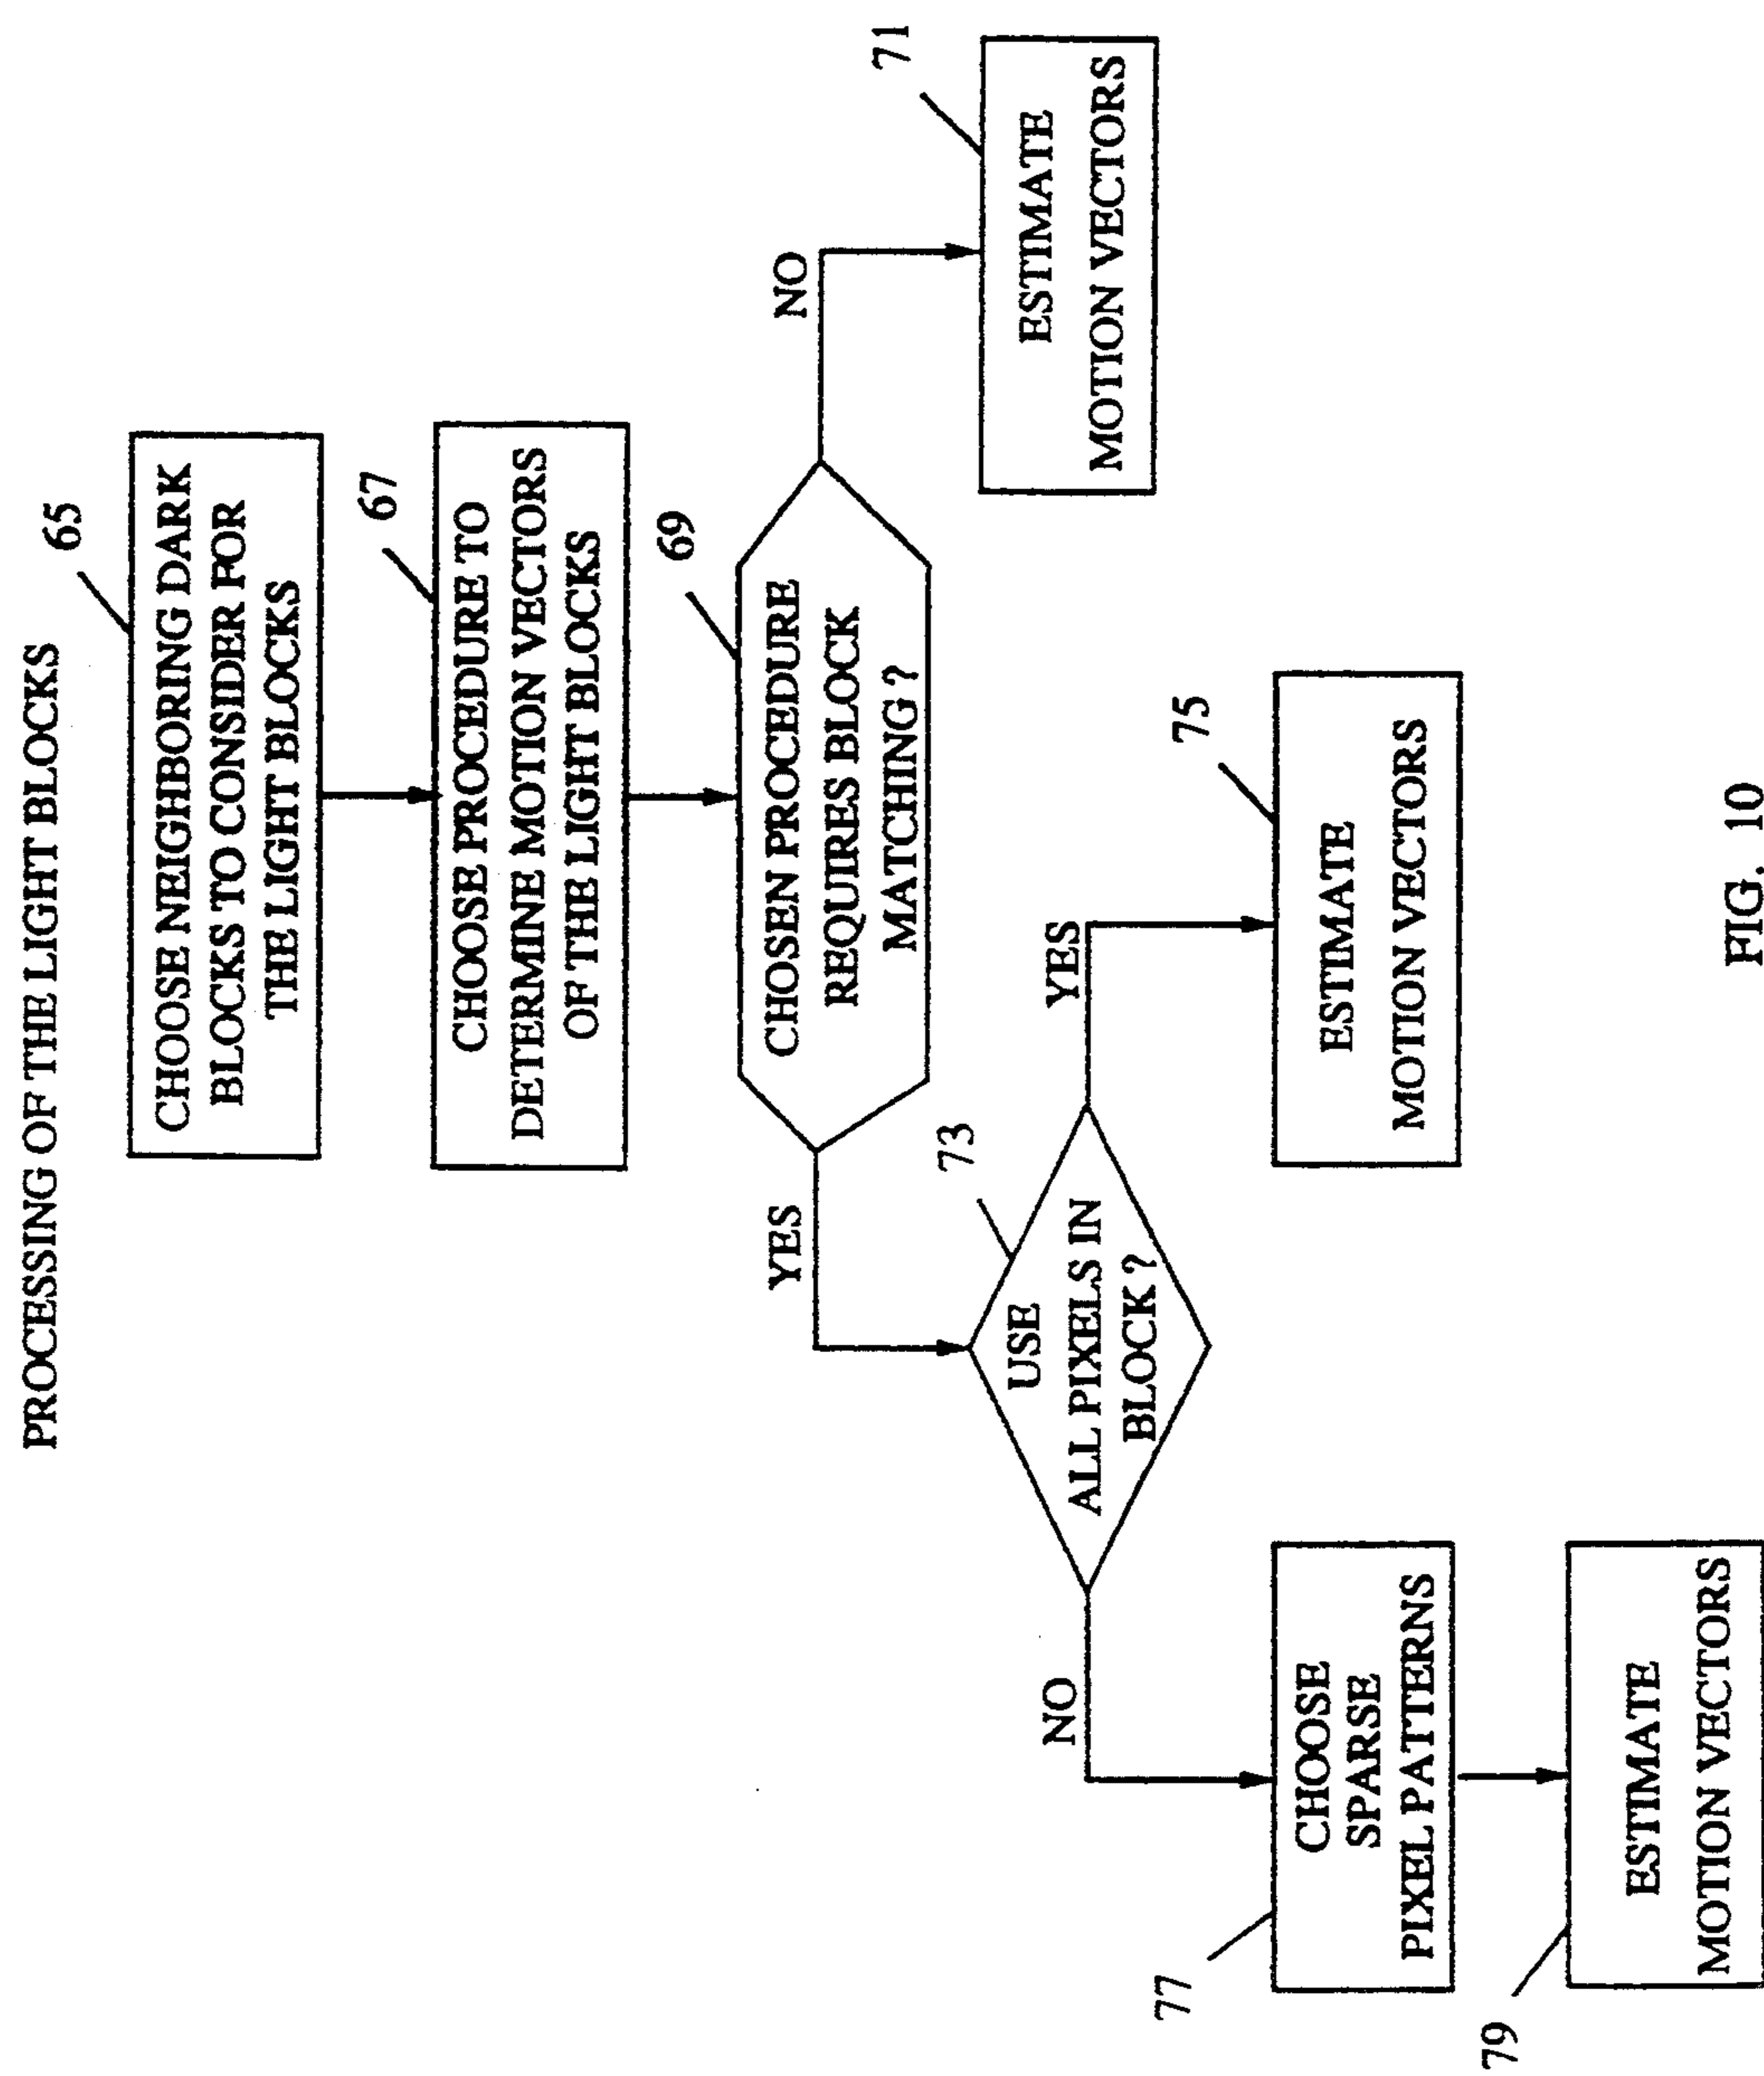 PROCESSING OF THE LIGHT BLOCKS
65
CHOOSE NEIGHBORING DARK
BLOCKS TO CONSIDER FOR
THE LIGHT BLOCKS
67
CHOOSE PROCEDURE TO
DETERMINE MOTION VECTORS
OF THE LIGHT BLOCKS
69
CHOSEN PROCEDURE
REQUIRES BLOCK
MATCHING ?
NO
71
ESTIMATE
MOTION VECTORS
YES
73
USE
ALL PIXELS IN
BLOCK ?
YES
75
ESTIMATE
MOTION VECTORS
NO
77
CHOOSE
SPARSE
PIXEL PATTERNS
79
ESTIMATE
MOTION VECTORS
FIG. 10